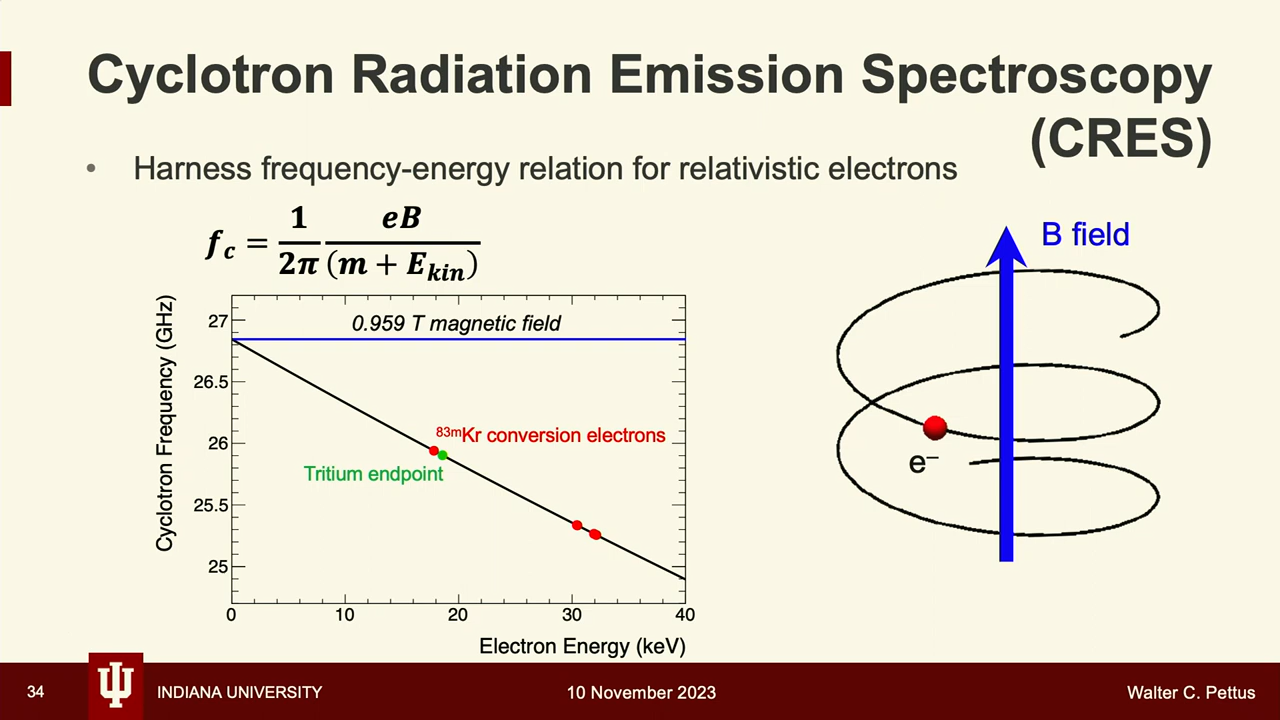 Cyclotron Radiation Emission Spectroscopy
(CRES)
• Harness frequency-energy relation for relativistic electrons
f_c = 1/2π eB/(m + E_kin)
B field
e⁻
Cyclotron Frequency (GHz)
27
26.5
26
25.5
25
0.959 T magnetic field
⁸³ᵐKr conversion electrons
Tritium endpoint
0 10 20 30 40
Electron Energy (keV)
34 INDIANA UNIVERSITY 10 November 2023 Walter C. Pettus